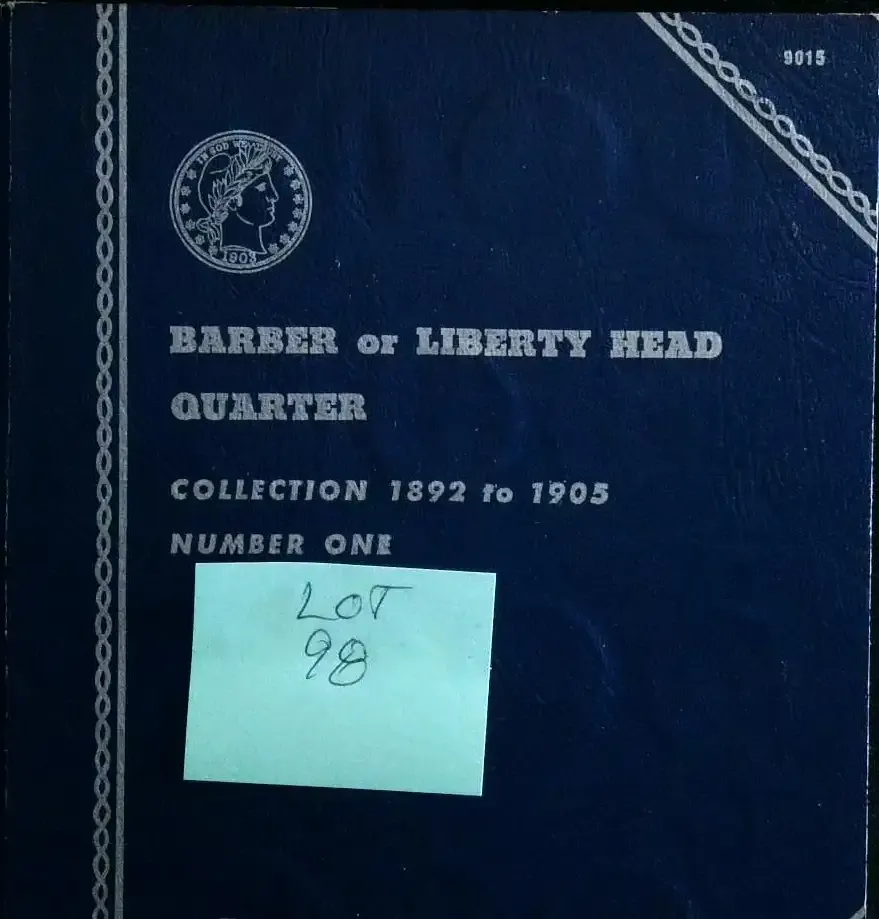 9015
IN GOD WE TRUST
1903
BARBER or LIBERTY HEAD
QUARTER
COLLECTION 1892 to 1905
NUMBER ONE
LOT
98